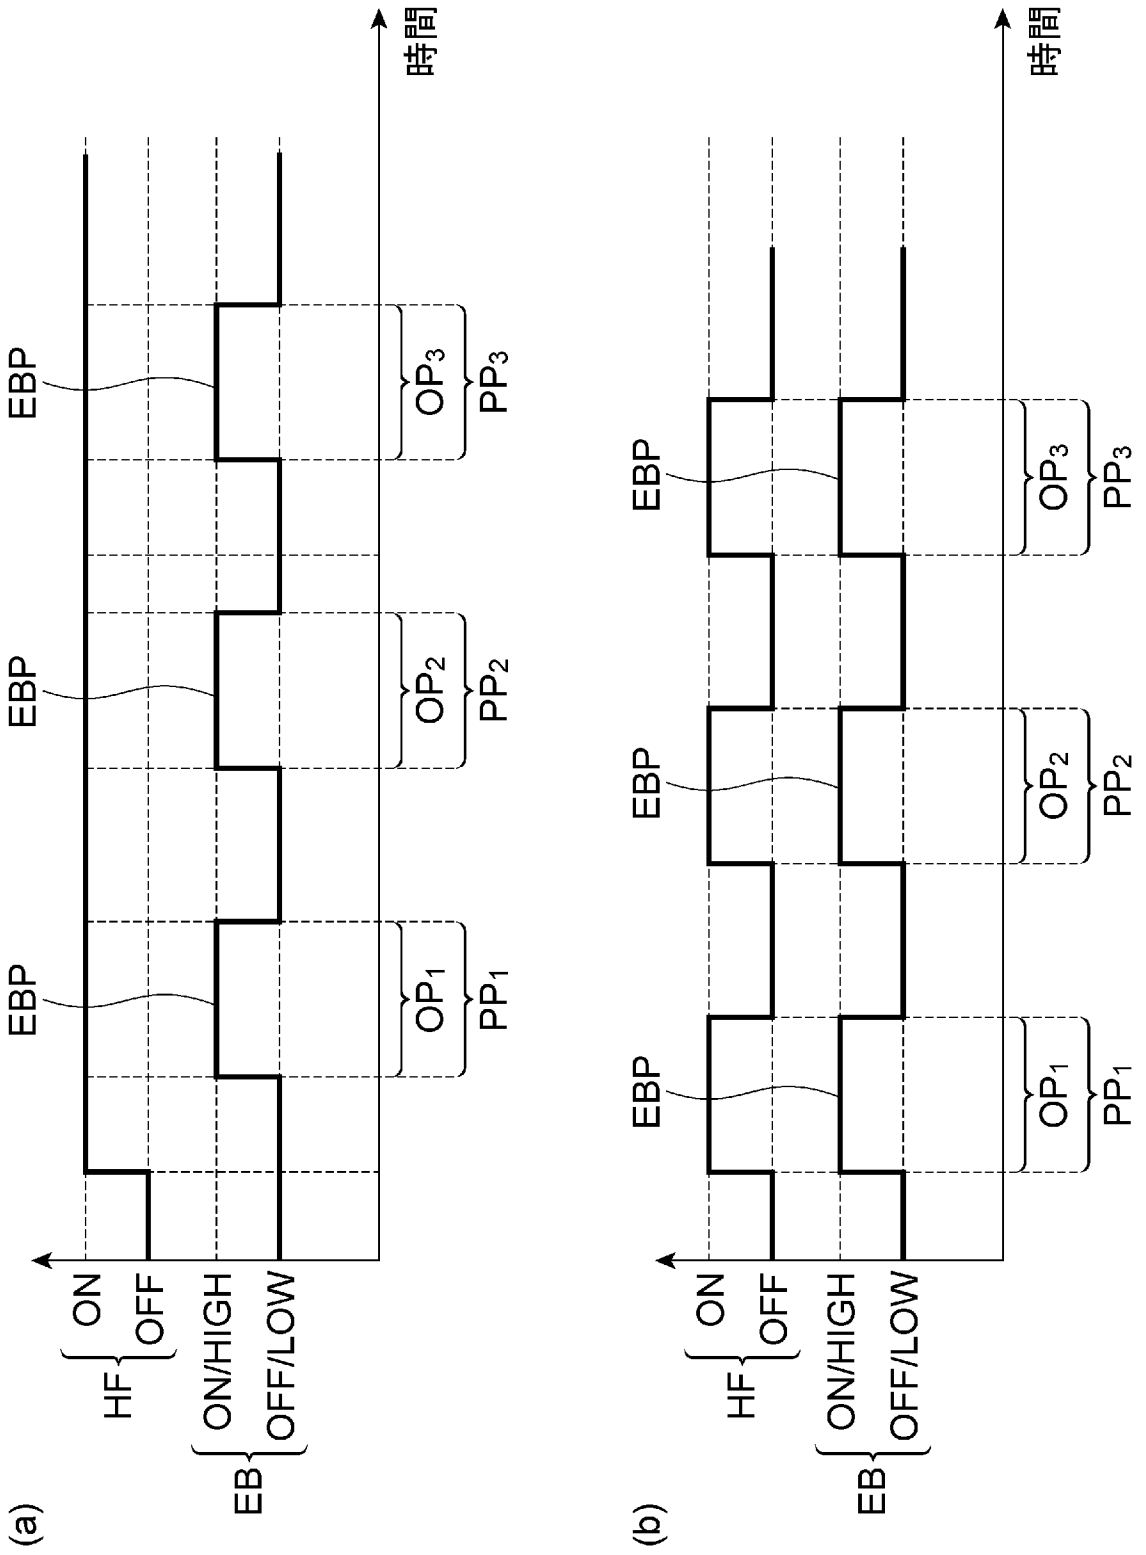 (a)
EBP EBP EBP
HF ON
OFF
EB ON/HIGH
OFF/LOW
OP1 OP2 OP3
PP1 PP2 PP3
時間
(b)
EBP EBP EBP
HF ON
OFF
EB ON/HIGH
OFF/LOW
OP1 OP2 OP3
PP1 PP2 PP3
時間